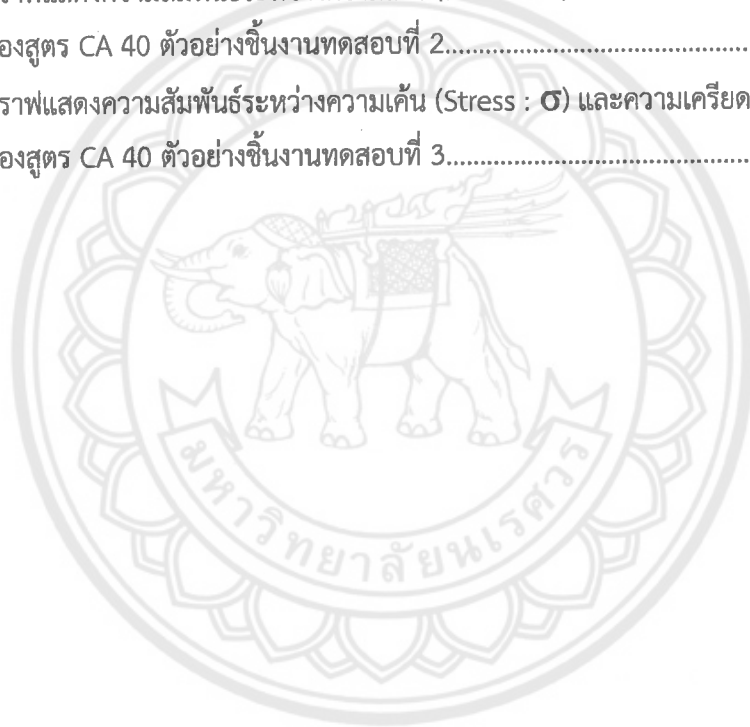 องสูตร CA 40 ตัวอย่างชิ้นงานทดสอบที่ 2......................................................
ราฟแสดงความสัมพันธ์ระหว่างความเค้น (Stress : σ) และความเครียด
องสูตร CA 40 ตัวอย่างชิ้นงานทดสอบที่ 3......................................................
มหาวิทยาลัยนเรศวร